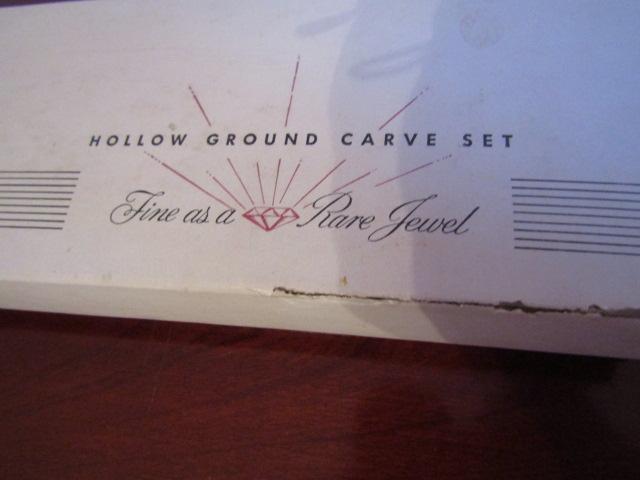 HOLLOW GROUND CARVE SET
Fine as a Rare Jewel